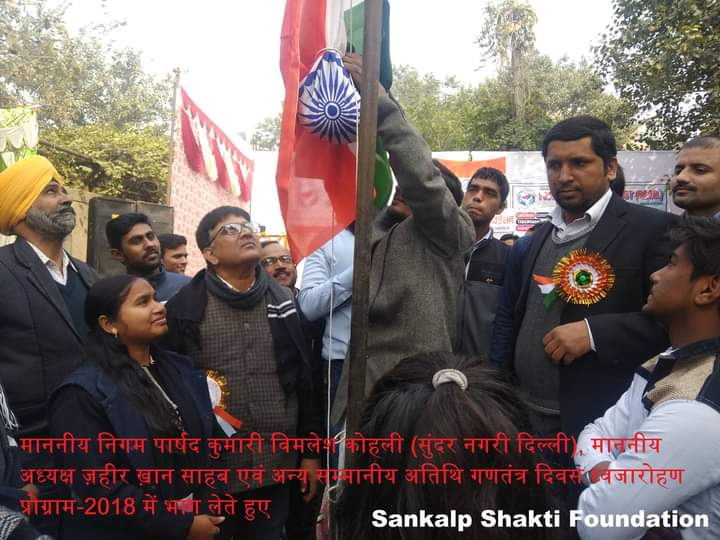 माननीय निगम पार्षद कुमारी विमलेश कोहली (सुंदर नगरी दिल्ली), माननीय
अध्यक्ष ज़हीर ख़ान साहब एवं अन्य सम्मानीय अतिथि गणतंत्र दिवस ध्वजारोहण
प्रोग्राम-2018 में भाग लेते हुए
Sankalp Shakti Foundation